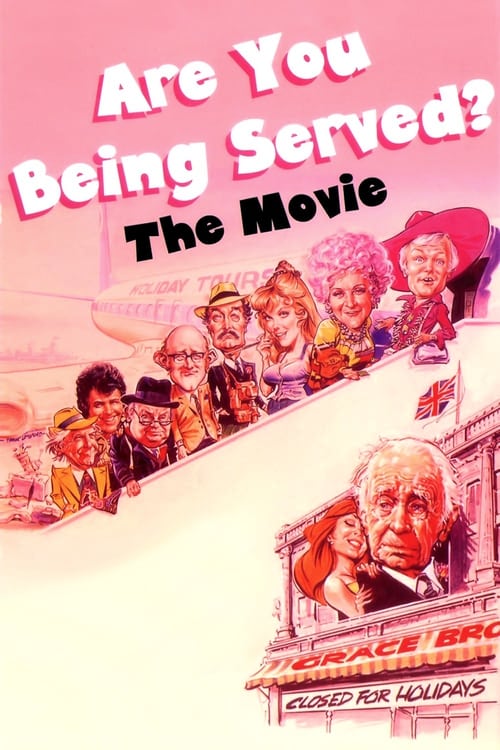 Are You
Being Served?
The Movie
HOLIDAY TOURS
GRACE BRO
CLOSED FOR HOLIDAYS